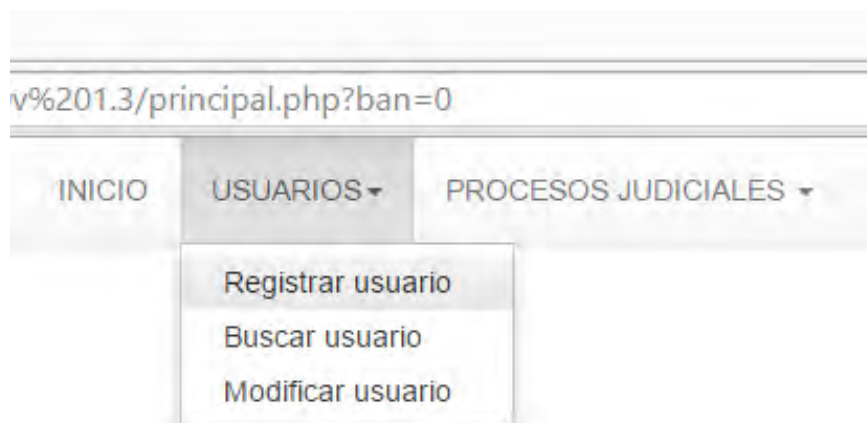 v%201.3/principal.php?ban=0
INICIO USUARIOS PROCESOS JUDICIALES
Registrar usuario
Buscar usuario
Modificar usuario